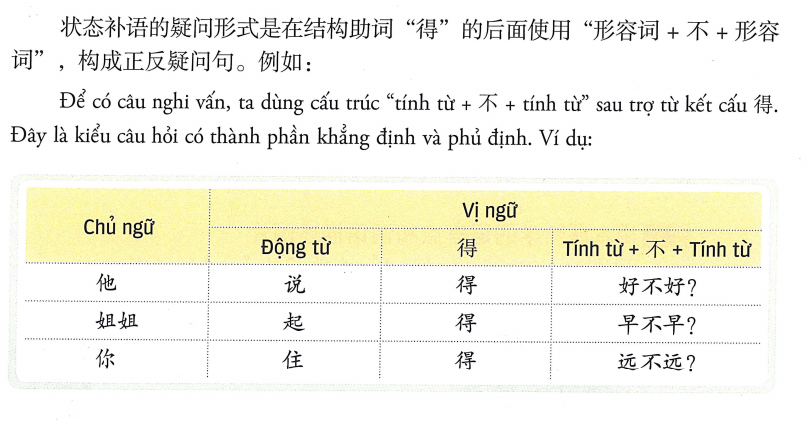 状态补语的疑问形式是在结构助词“得”的后面使用“形容词 + 不 + 形容
词”，构成正反疑问句。例如：
Để có câu nghi vấn, ta dùng cấu trúc “tính từ + 不 + tính từ” sau trợ từ kết cấu 得.
Đây là kiểu câu hỏi có thành phần khẳng định và phủ định. Ví dụ:
Chủ ngữ Vị ngữ
Động từ 得 Tính từ + 不 + Tính từ
他 说 得 好不好？
姐姐 起 得 早不早？
你 住 得 远不远？